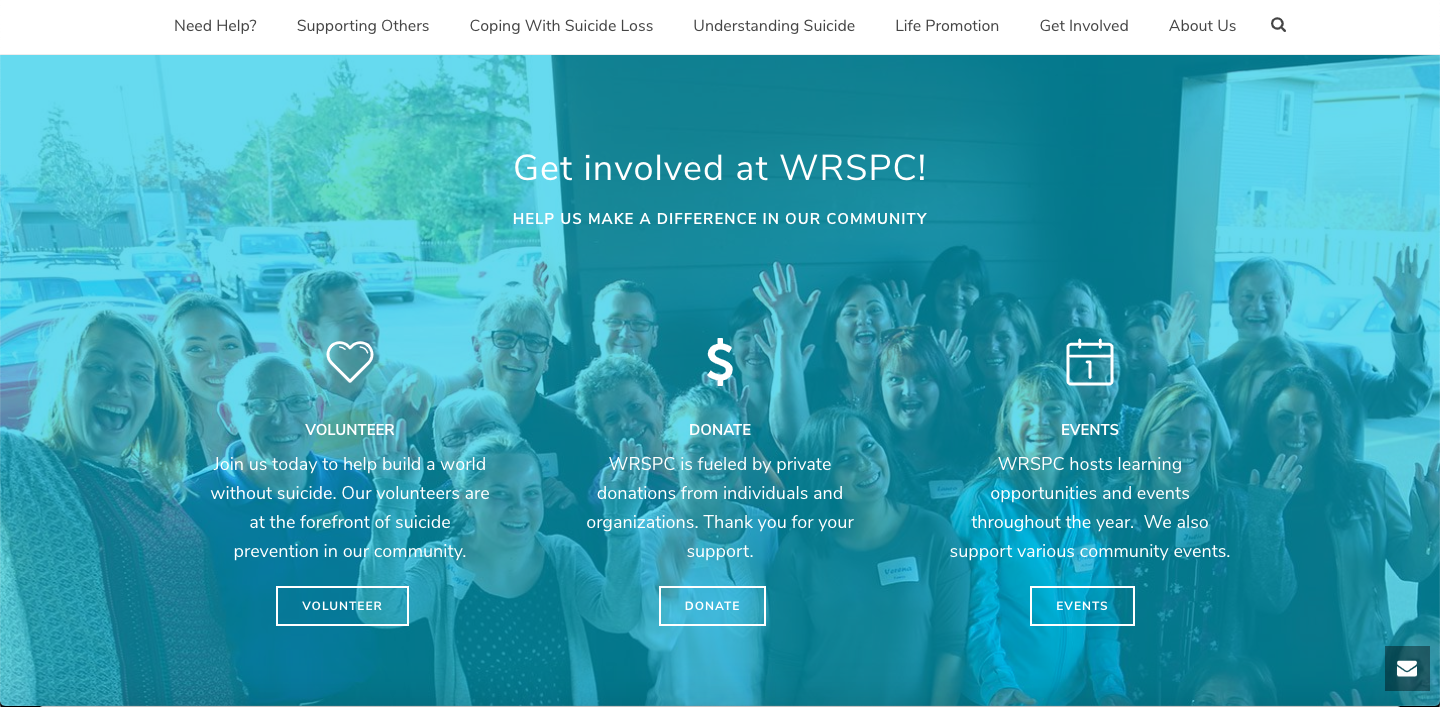 Need Help? Supporting Others Coping With Suicide Loss Understanding Suicide Life Promotion Get Involved About Us
Get involved at WRSPC!
HELP US MAKE A DIFFERENCE IN OUR COMMUNITY
1
VOLUNTEER
Join us today to help build a world
without suicide. Our volunteers are
at the forefront of suicide
prevention in our community.
VOLUNTEER
DONATE
WRSPC is fueled by private
donations from individuals and
organizations. Thank you for your
support.
DONATE
EVENTS
WRSPC hosts learning
opportunities and events
throughout the year. We also
support various community events.
EVENTS
Verona